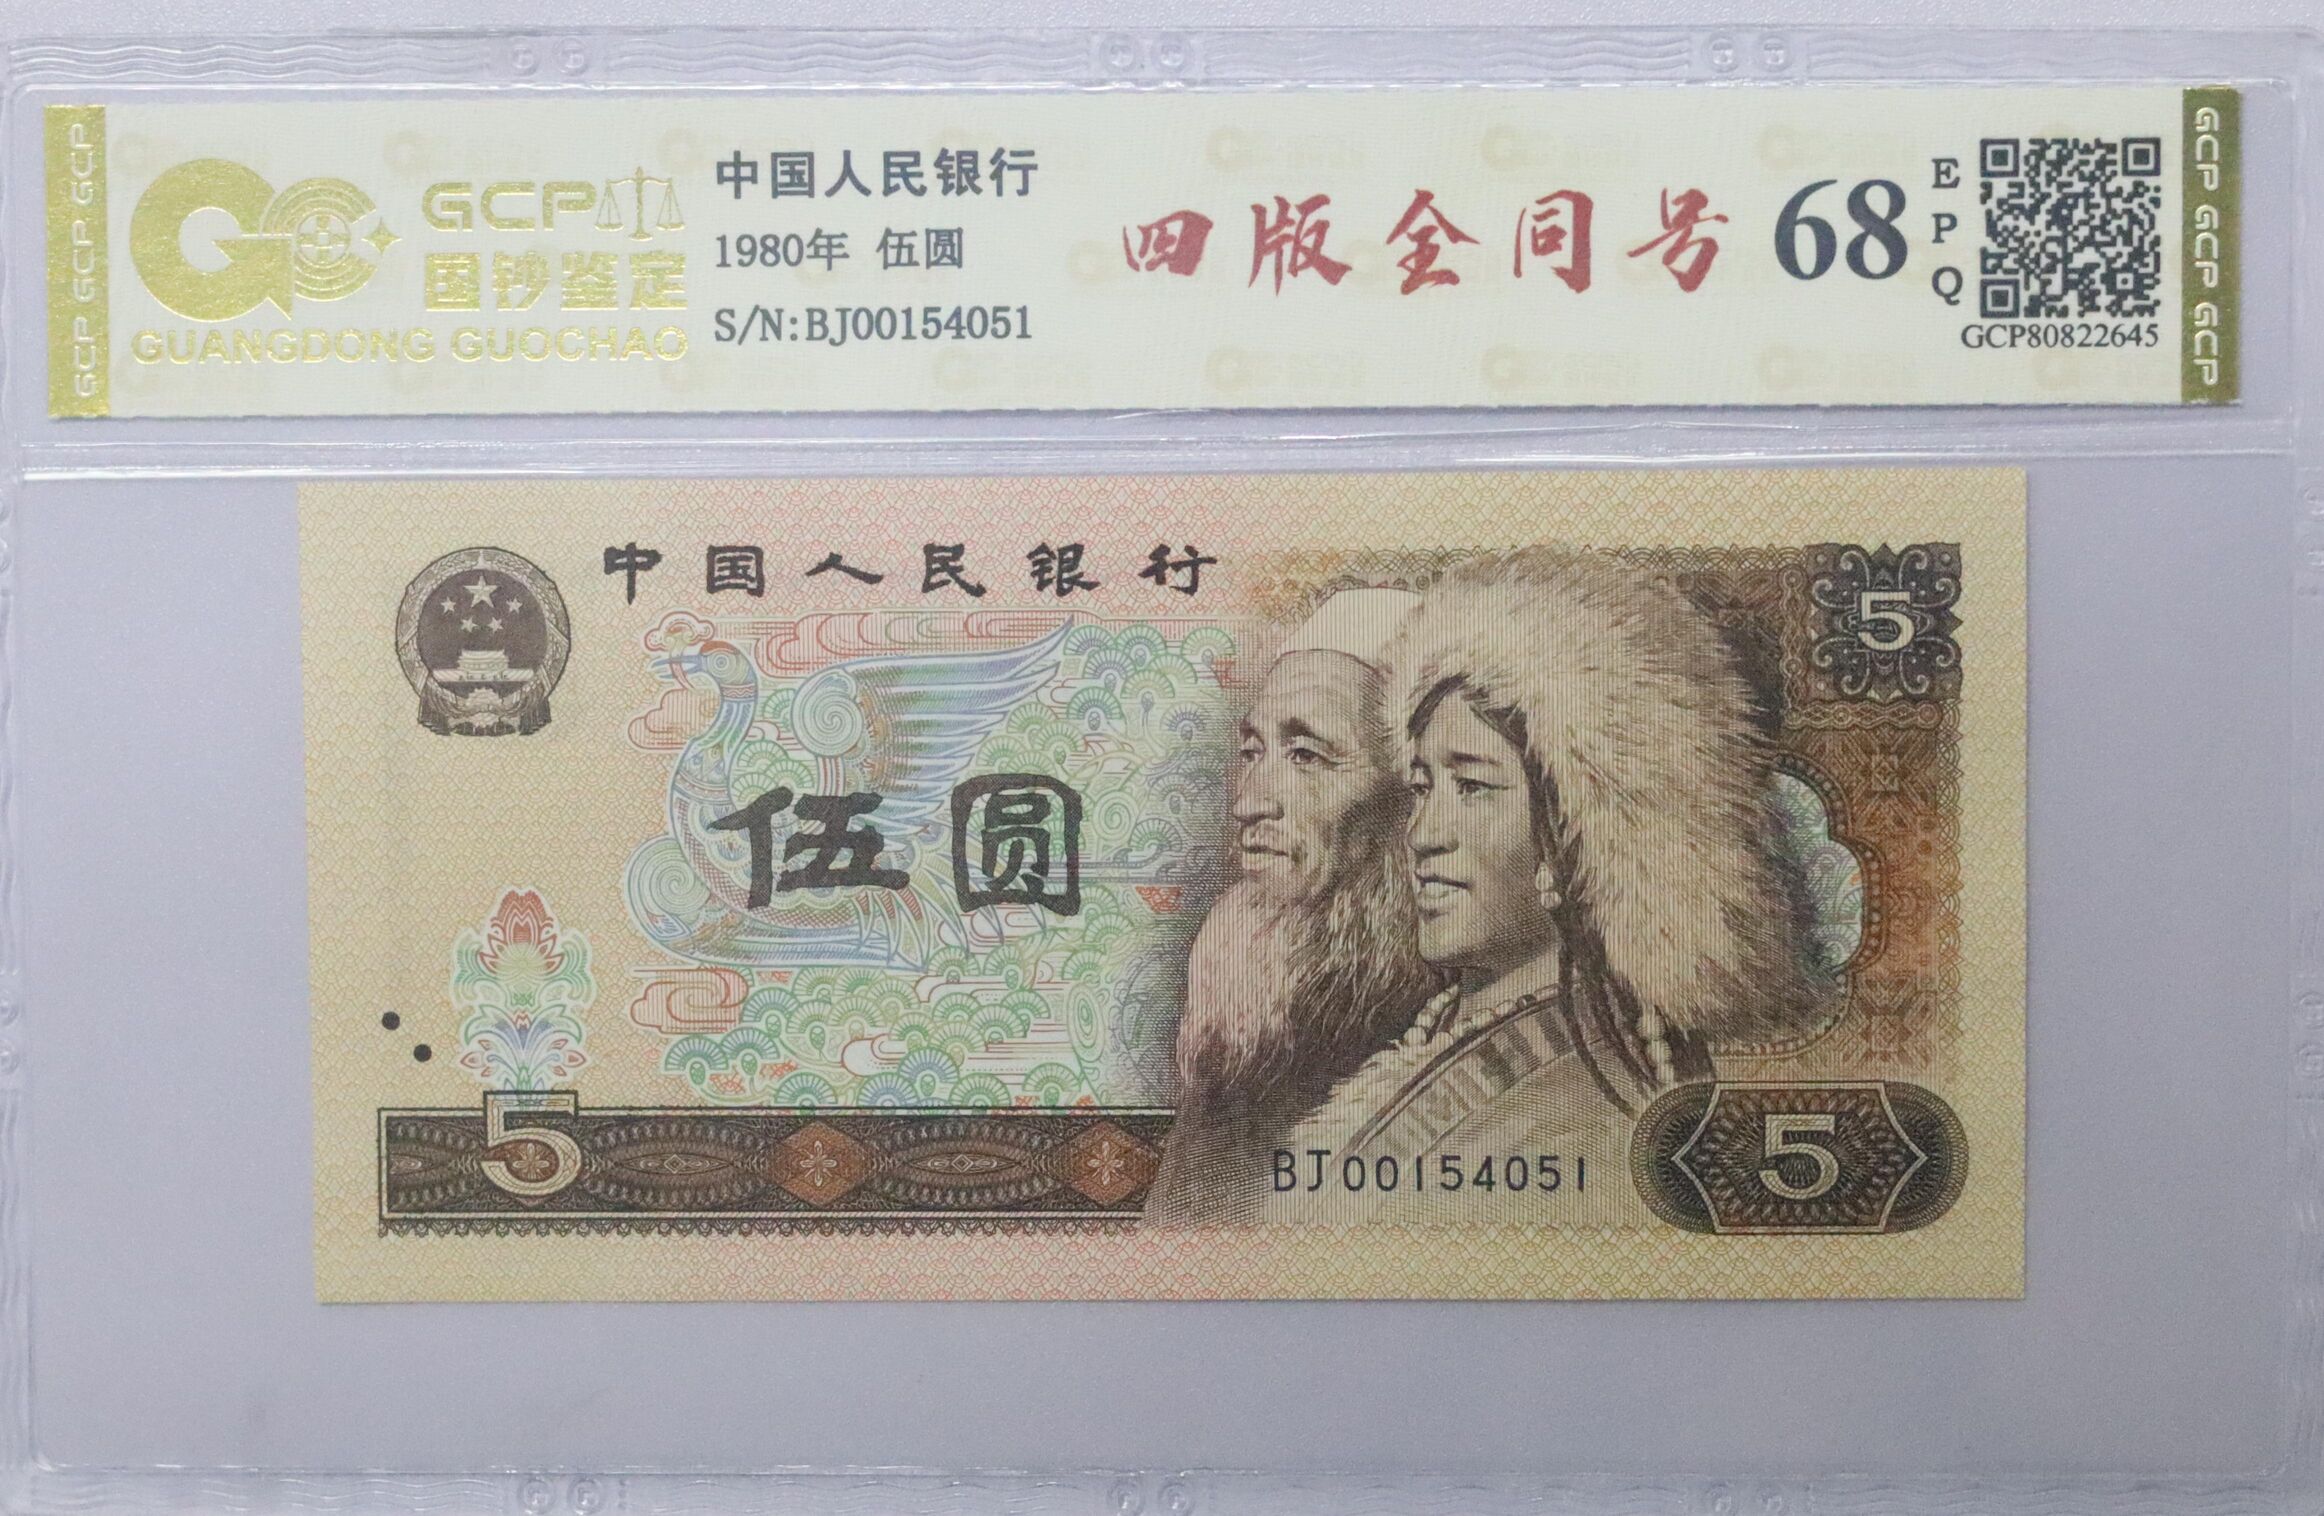 GCP GCP GCP
GCP
国钞鉴定
GUANGDONG GUOCHAO
中国人民银行
1980年 伍圆
S/N:BJ00154051
四版全同号
68
EPQ
GCP80822645
GCP GCP GCP
中国人民银行
5
伍圆
5
BJ00154051
5